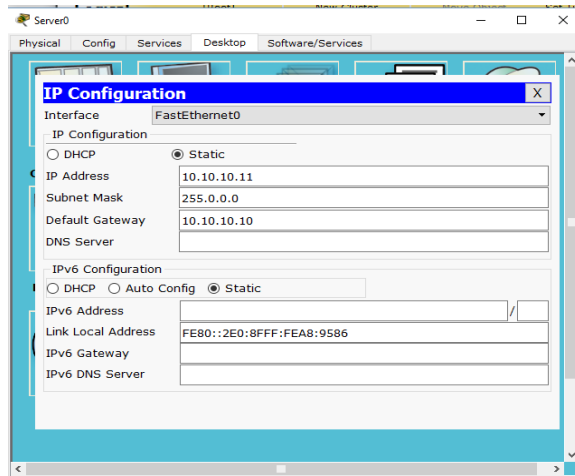 Server0
Physical Config Services Desktop Software/Services
IP Configuration X
Interface FastEthernet0
IP Configuration
DHCP Static
IP Address 10.10.10.11
Subnet Mask 255.0.0.0
Default Gateway 10.10.10.10
DNS Server
IPv6 Configuration
DHCP Auto Config Static
IPv6 Address /
Link Local Address FE80::2E0:8FFF:FEA8:9586
IPv6 Gateway
IPv6 DNS Server